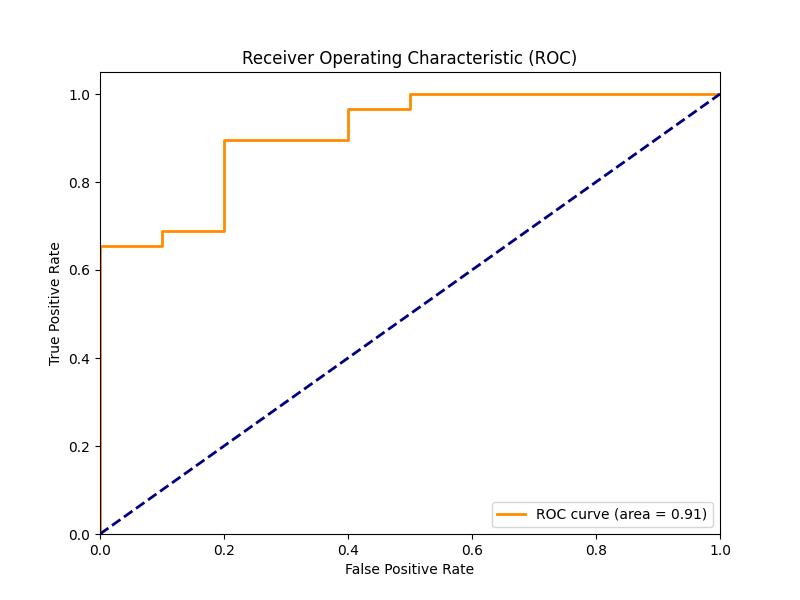 Receiver Operating Characteristic (ROC)
1.0
0.8
0.6
0.4
0.2
0.0
True Positive Rate
ROC curve (area = 0.91)
0.0 0.2 0.4 0.6 0.8 1.0
False Positive Rate